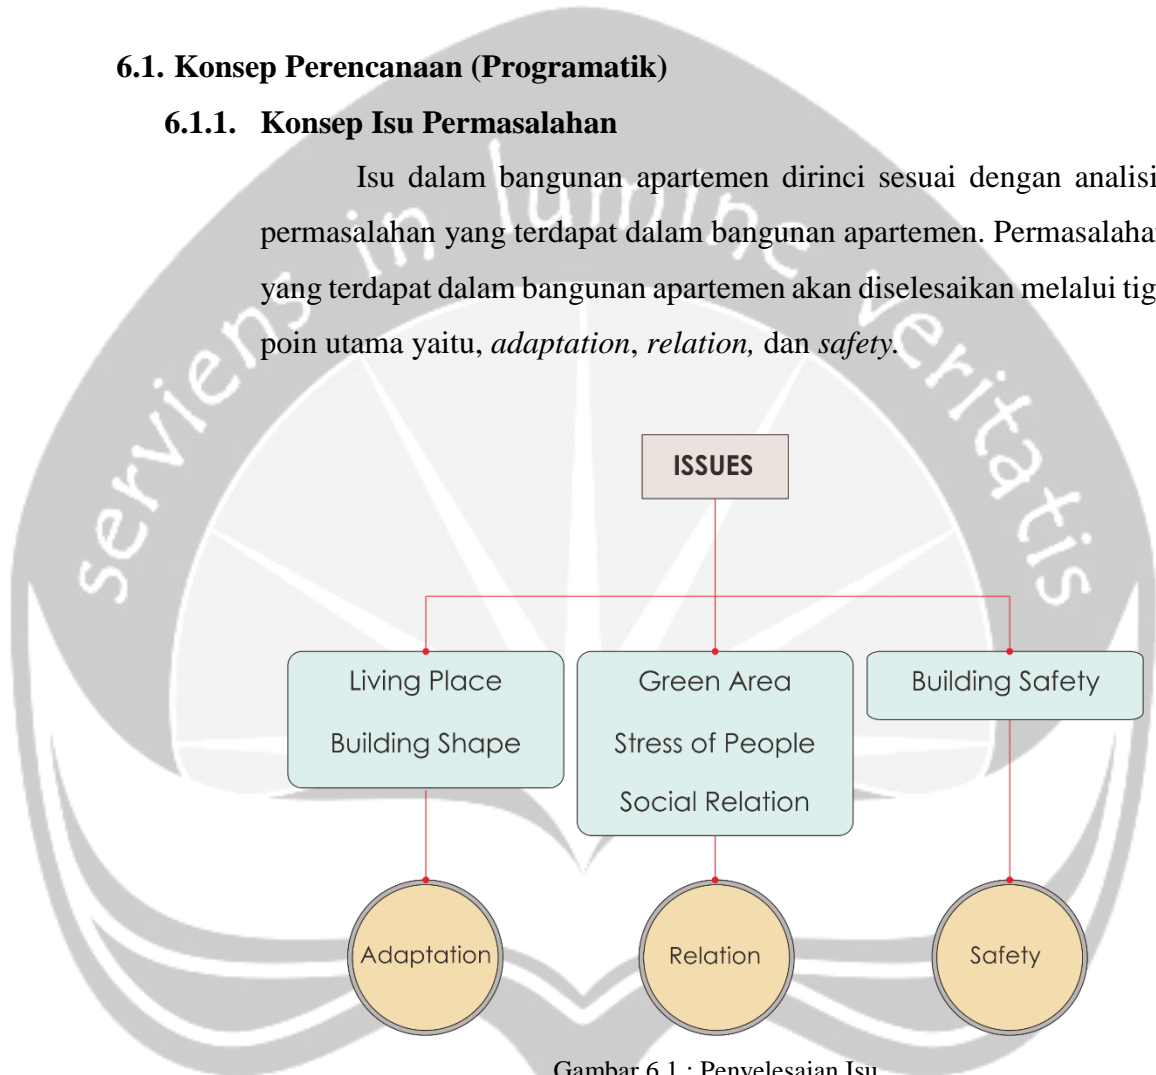 6.1. Konsep Perencanaan (Programatik)
6.1.1. Konsep Isu Permasalahan
Isu dalam bangunan apartemen dirinci sesuai dengan analisi
permasalahan yang terdapat dalam bangunan apartemen. Permasalaha
yang terdapat dalam bangunan apartemen akan diselesaikan melalui tig
poin utama yaitu, adaptation, relation, dan safety.
serviens in lumine veritatis
ISSUES
Living Place
Building Shape
Green Area
Stress of People
Social Relation
Building Safety
Adaptation
Relation
Safety
Gambar 6.1 : Penyelesaian Isu